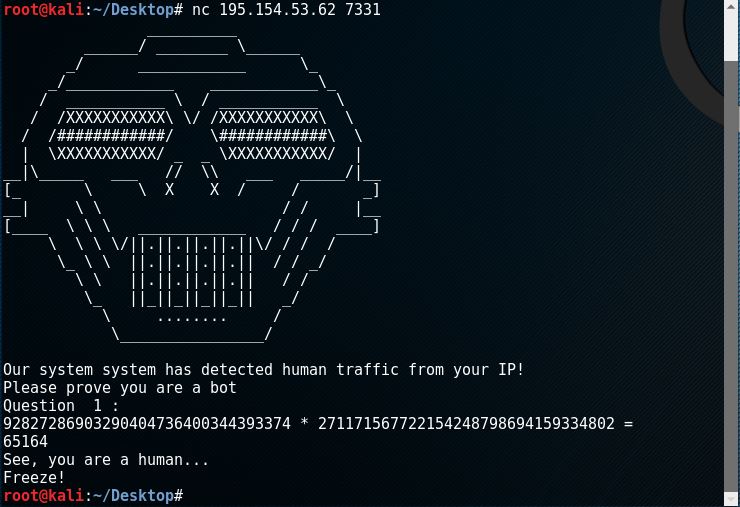 root@kali:~/Desktop# nc 195.154.53.62 7331
Our system system has detected human traffic from your IP!
Please prove you are a bot
Question  1 :
92827286903290404736400344393374 * 271171567722154248798694159334802 =
65164
See, you are a human...
Freeze!
root@kali:~/Desktop#